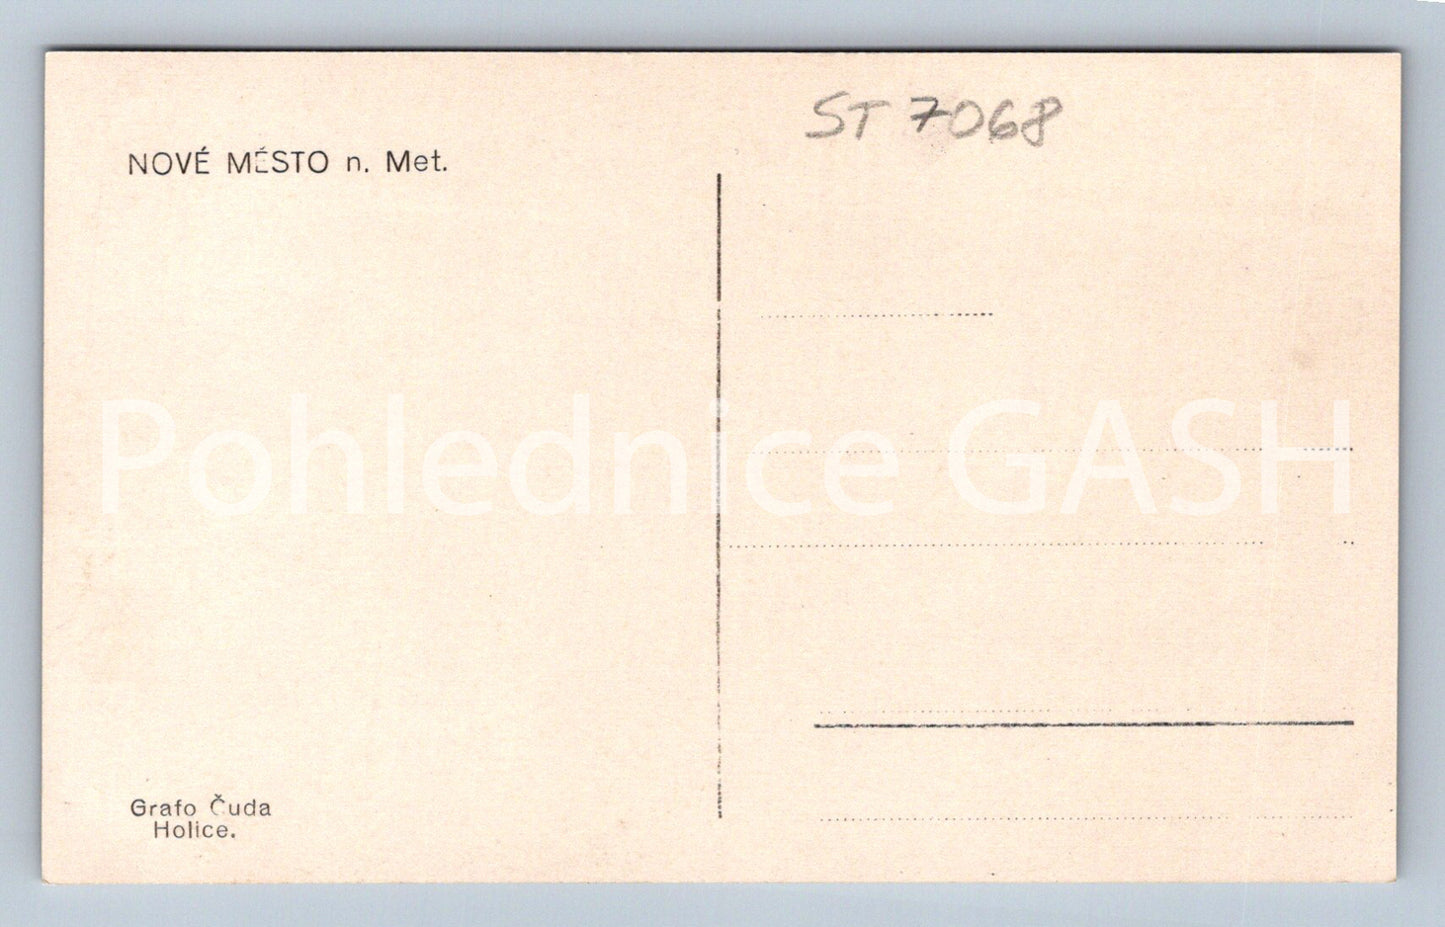 ST 7068
NOVÉ MĚSTO n. Met.
Pohlednice GASH
Grafo Čuda
Holice.